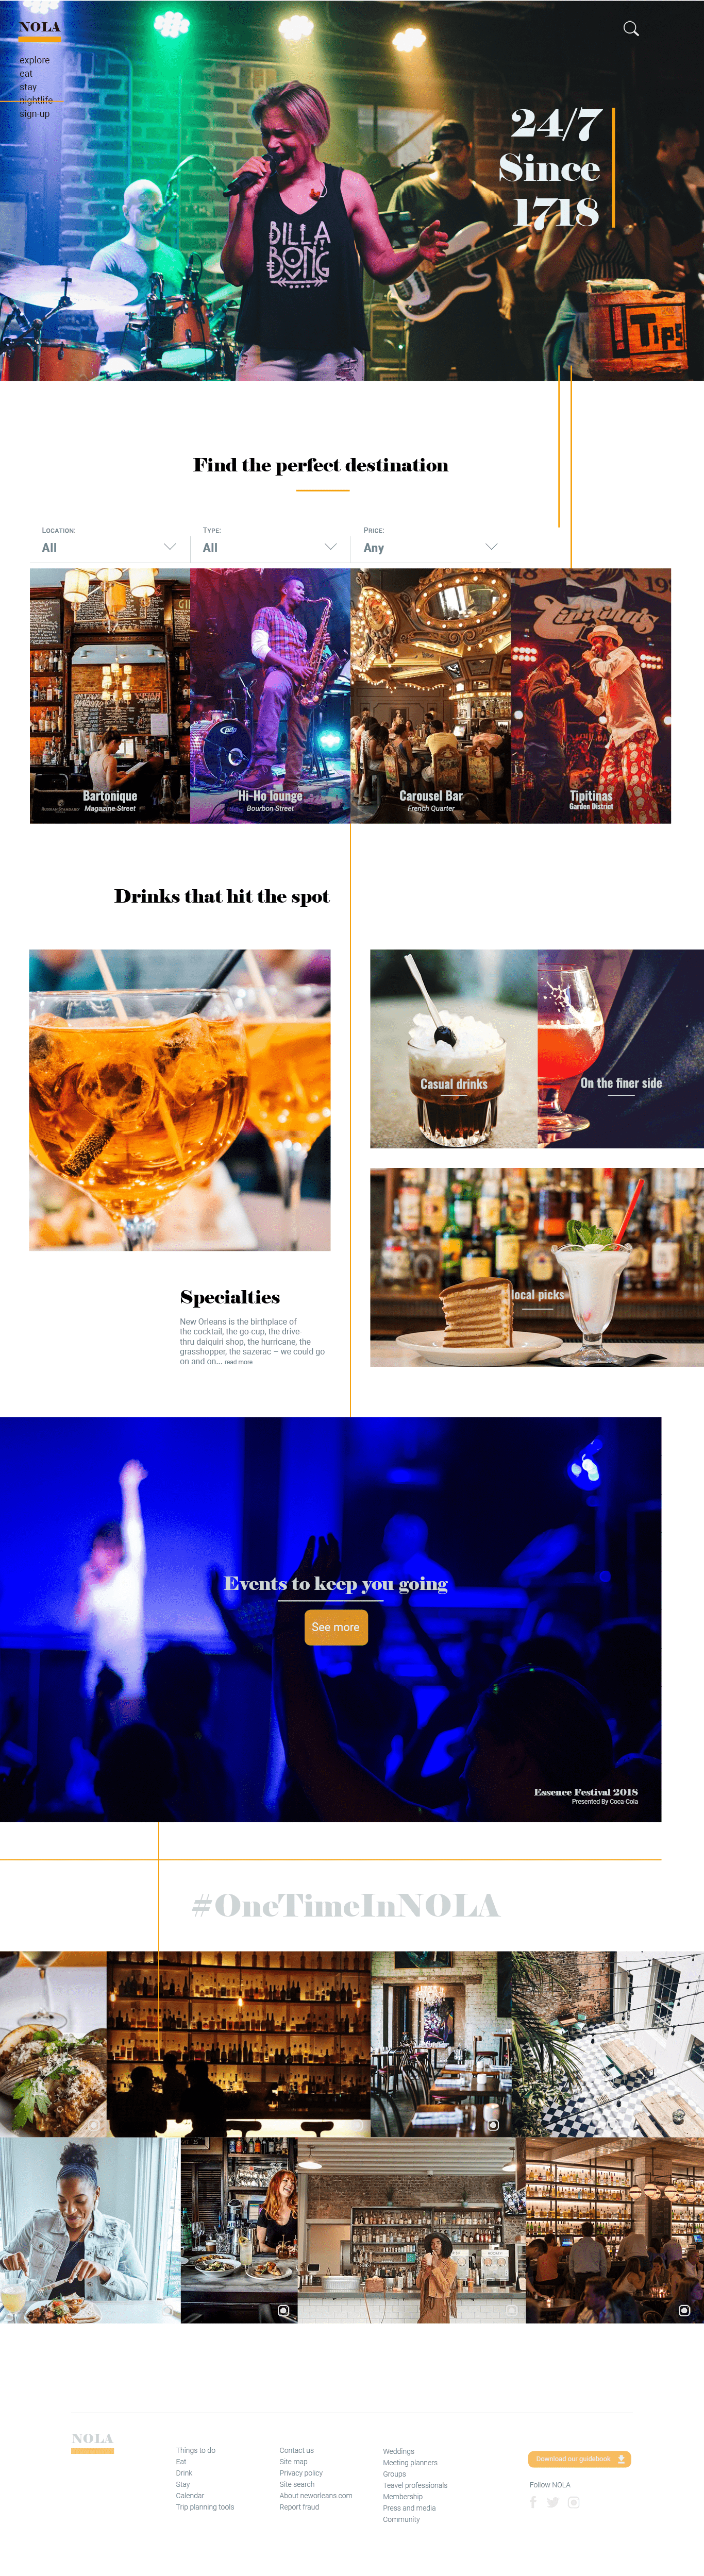 NOLA
explore
eat
stay
nightlife
sign-up
24/7
Since
1718
BILLA
BONG
TIPS
Find the perfect destination
Location:
All
Type:
All
Price:
Any
Bartonique
Magazine Street
Hi-Ho lounge
Bourbon Street
Carousel Bar
French Quarter
Tipitinas
Garden District
Drinks that hit the spot
Casual drinks
On the finer side
local picks
Specialties
New Orleans is the birthplace of
the cocktail, the go-cup, the drive-
thru daiquiri shop, the hurricane, the
grasshopper, the sazerac – we could go
on and on... read more
Events to keep you going
See more
Essence Festival 2018
Presented By Coca-Cola
#OneTimeInNOLA
NOLA
Things to do
Eat
Drink
Stay
Calendar
Trip planning tools
Contact us
Site map
Privacy policy
Site search
About neworleans.com
Report fraud
Weddings
Meeting planners
Groups
Teavel professionals
Membership
Press and media
Community
Download our guidebook
Follow NOLA